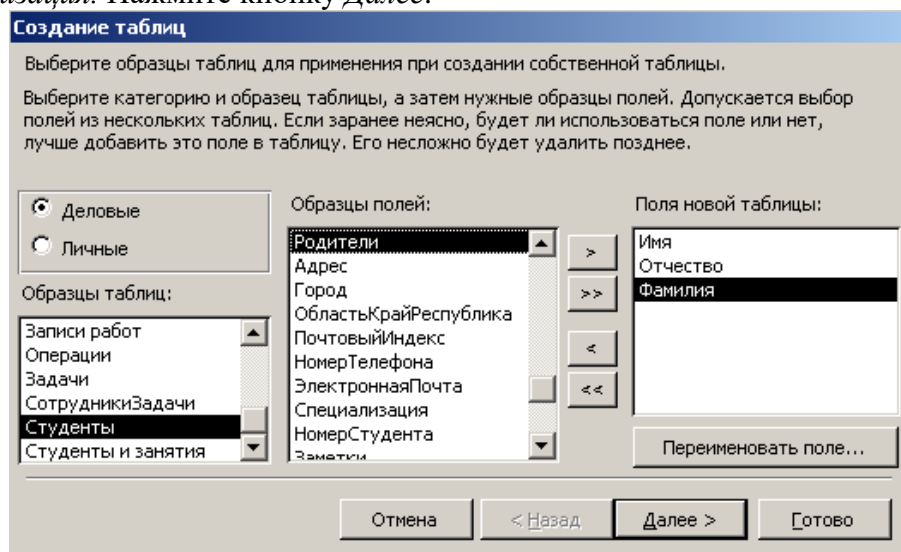 Нажмите кнопку Далее.
Создание таблиц
Выберите образцы таблиц для применения при создании собственной таблицы.
Выберите категорию и образец таблицы, а затем нужные образцы полей. Допускается выбор
полей из нескольких таблиц. Если заранее неясно, будет ли использоваться поле или нет,
лучше добавить это поле в таблицу. Его несложно будет удалить позднее.
Деловые
Личные
Образцы таблиц:
Записи работ
Операции
Задачи
СотрудникиЗадачи
Студенты
Студенты и занятия
Образцы полей:
Родители
Адрес
Город
ОбластьКрайРеспублика
ПочтовыйИндекс
НомерТелефона
ЭлектроннаяПочта
Специализация
НомерСтудента
Заметки
>
>>
<
<<
Поля новой таблицы:
Имя
Отчество
Фамилия
Переименовать поле...
Отмена
< Назад
Далее >
Готово